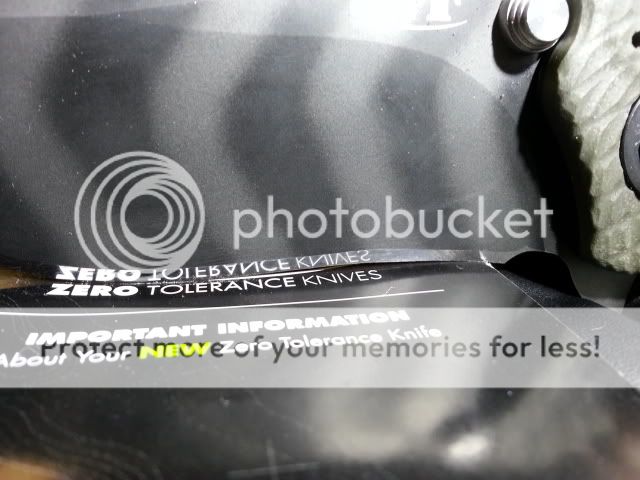 photobucket
ZERO TOLERANCE KNIVES
ZERO TOLERANCE KNIVES
IMPORTANT INFORMATION
Protect more of your memories for less!
About Your NEW Zero Tolerance Knife